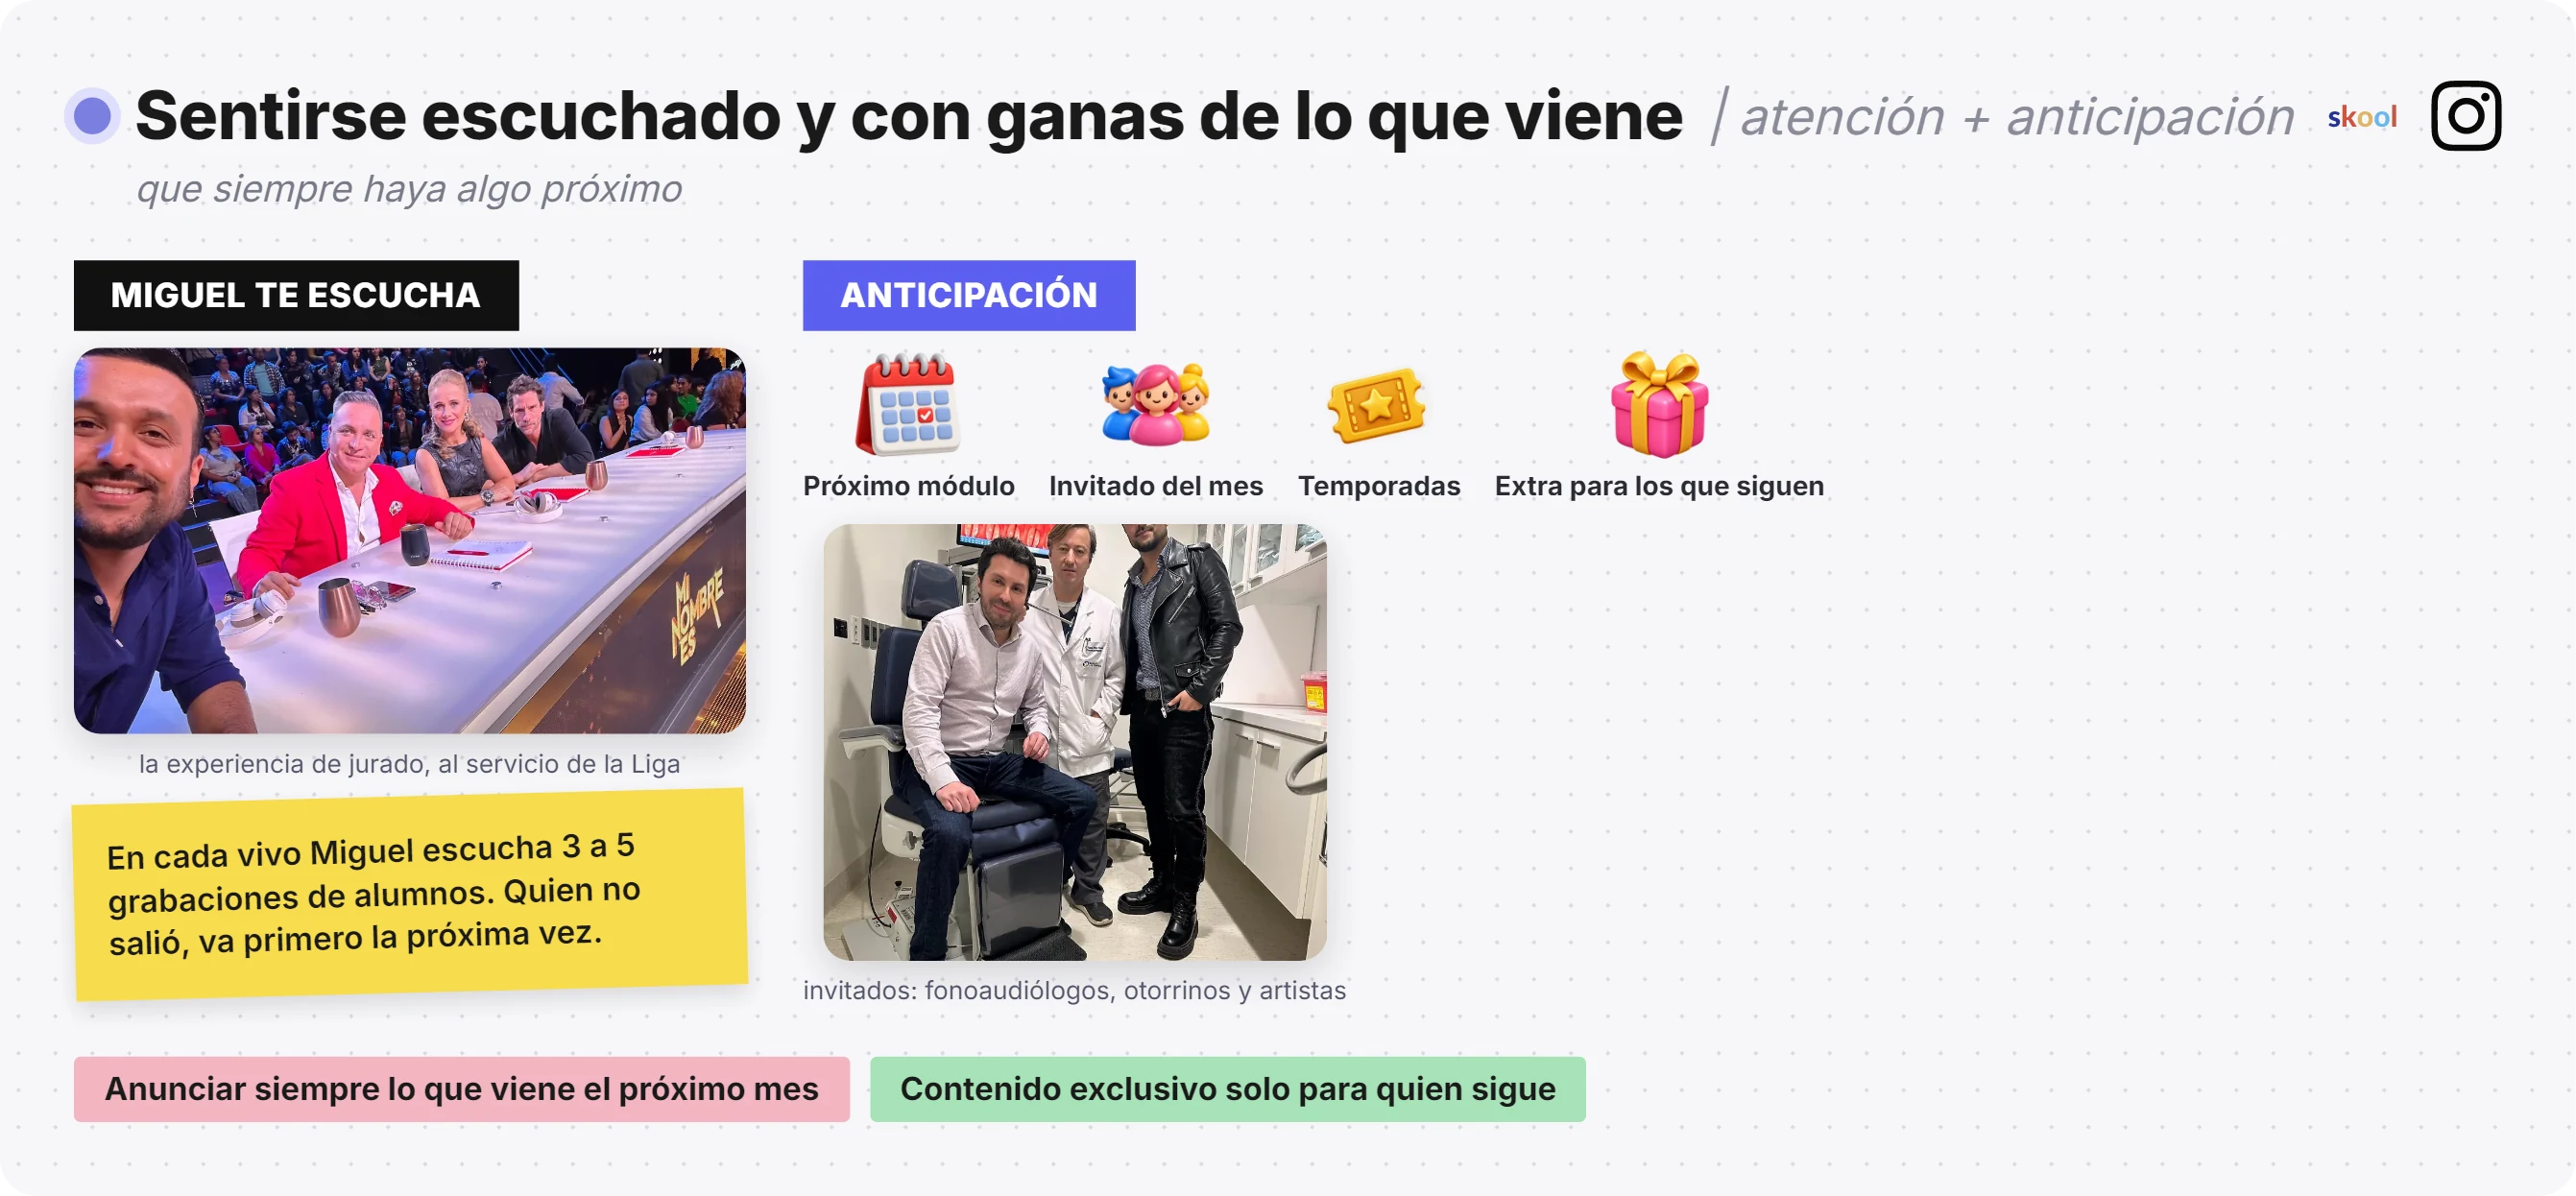 Sentirse escuchado y con ganas de lo que viene | atención + anticipación skool
que siempre haya algo próximo
MIGUEL TE ESCUCHA
MI
NOMBRE
ES
la experiencia de jurado, al servicio de la Liga
En cada vivo Miguel escucha 3 a 5
grabaciones de alumnos. Quien no
salió, va primero la próxima vez.
ANTICIPACIÓN
Próximo módulo
Invitado del mes
Temporadas
Extra para los que siguen
invitados: fonoaudiólogos, otorrinos y artistas
Anunciar siempre lo que viene el próximo mes
Contenido exclusivo solo para quien sigue